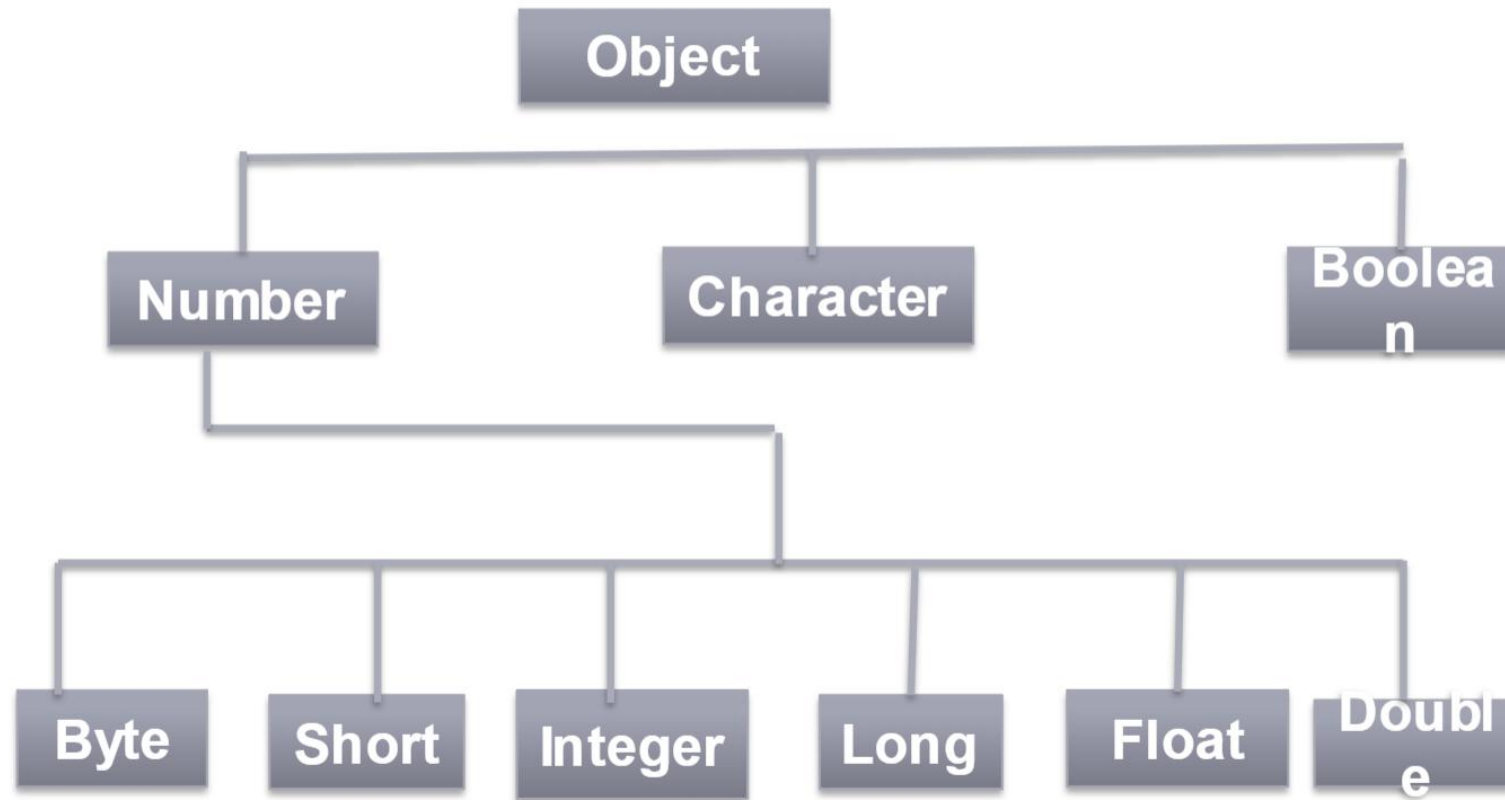 Object
Number
Character
Boolea
n
Byte
Short
Integer
Long
Float
Doubl
e